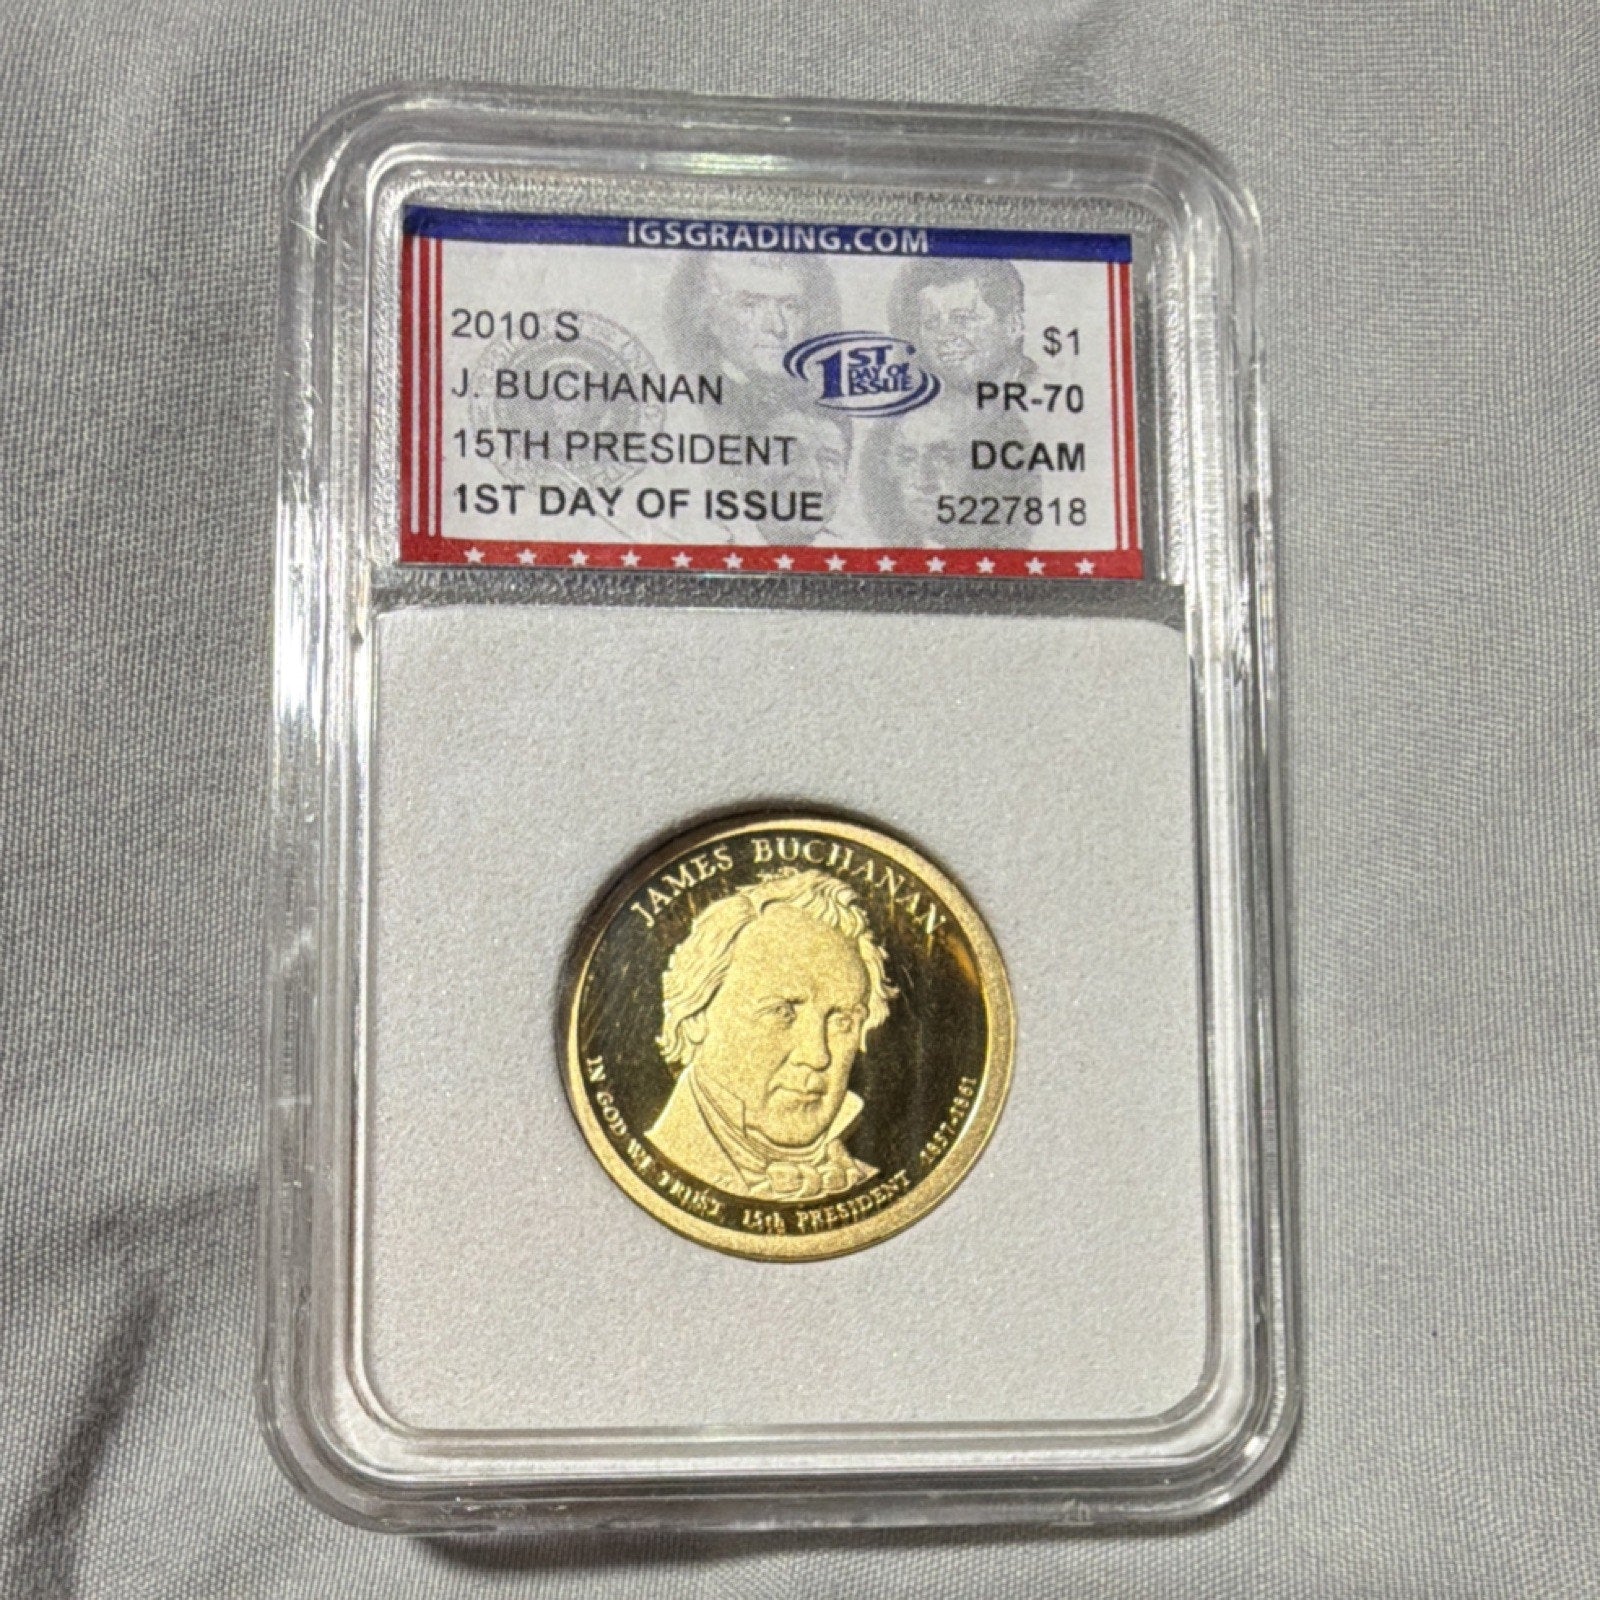 IGSGRADING.COM
2010 S
$1
J. BUCHANAN
1ST DAY OF ISSUE
PR-70
15TH PRESIDENT
DCAM
1ST DAY OF ISSUE
5227818
JAMES BUCHANAN
IN GOD WE TRUST
15th PRESIDENT 1857-1861